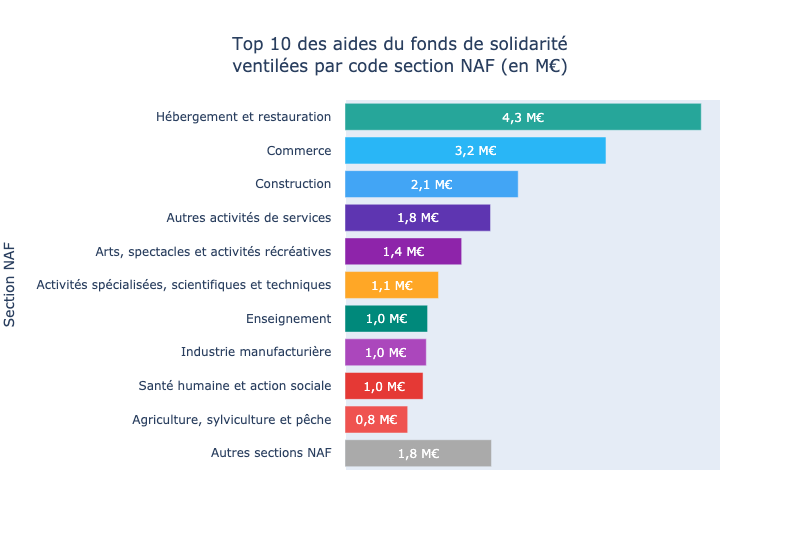 Top 10 des aides du fonds de solidarité
ventilées par code section NAF (en M€)
Section NAF
Hébergement et restauration 4,3 M€
Commerce 3,2 M€
Construction 2,1 M€
Autres activités de services 1,8 M€
Arts, spectacles et activités récréatives 1,4 M€
Activités spécialisées, scientifiques et techniques 1,1 M€
Enseignement 1,0 M€
Industrie manufacturière 1,0 M€
Santé humaine et action sociale 1,0 M€
Agriculture, sylviculture et pêche 0,8 M€
Autres sections NAF 1,8 M€